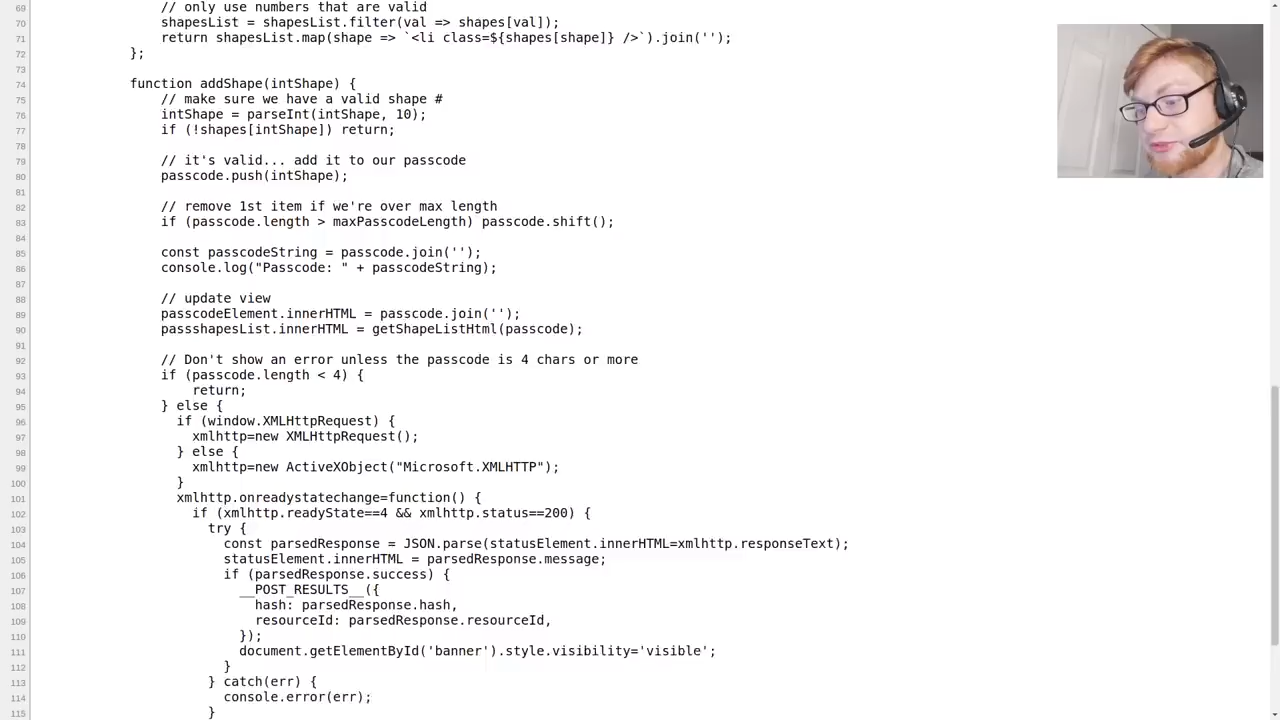 69 // only use numbers that are valid
70 shapesList = shapesList.filter(val => shapes[val]);
71 return shapesList.map(shape => `<li class=${shapes[shape]} />`).join('');
72 };
73
74 function addShape(intShape) {
75 // make sure we have a valid shape #
76 intShape = parseInt(intShape, 10);
77 if (!shapes[intShape]) return;
78
79 // it's valid... add it to our passcode
80 passcode.push(intShape);
81
82 // remove 1st item if we're over max length
83 if (passcode.length > maxPasscodeLength) passcode.shift();
84
85 const passcodeString = passcode.join('');
86 console.log("Passcode: " + passcodeString);
87
88 // update view
89 passcodeElement.innerHTML = passcode.join('');
90 passshapesList.innerHTML = getShapeListHtml(passcode);
91
92 // Don't show an error unless the passcode is 4 chars or more
93 if (passcode.length < 4) {
94 return;
95 } else {
96 if (window.XMLHttpRequest) {
97 xmlhttp=new XMLHttpRequest();
98 } else {
99 xmlhttp=new ActiveXObject("Microsoft.XMLHTTP");
100 }
101 xmlhttp.onreadystatechange=function() {
102 if (xmlhttp.readyState==4 && xmlhttp.status==200) {
103 try {
104 const parsedResponse = JSON.parse(statusElement.innerHTML=xmlhttp.responseText);
105 statusElement.innerHTML = parsedResponse.message;
106 if (parsedResponse.success) {
107 __POST_RESULTS__({
108 hash: parsedResponse.hash,
109 resourceId: parsedResponse.resourceId,
110 });
111 document.getElementById('banner').style.visibility='visible';
112 }
113 } catch(err) {
114 console.error(err);
115 }